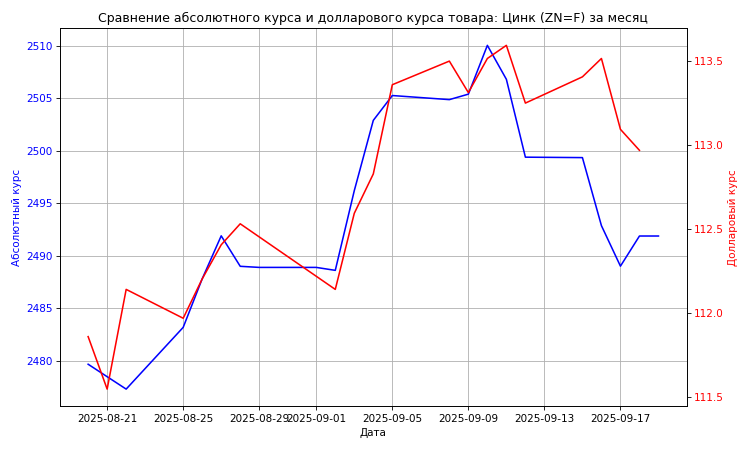 Сравнение абсолютного курса и долларового курса товара: Цинк (ZN=F) за месяц
2510
2505
2500
2495
2490
2485
2480
Абсолютный курс
113.5
113.0
112.5
112.0
111.5
Долларовый курс
2025-08-21 2025-08-25 2025-08-29 2025-09-01 2025-09-05 2025-09-09 2025-09-13 2025-09-17
Дата